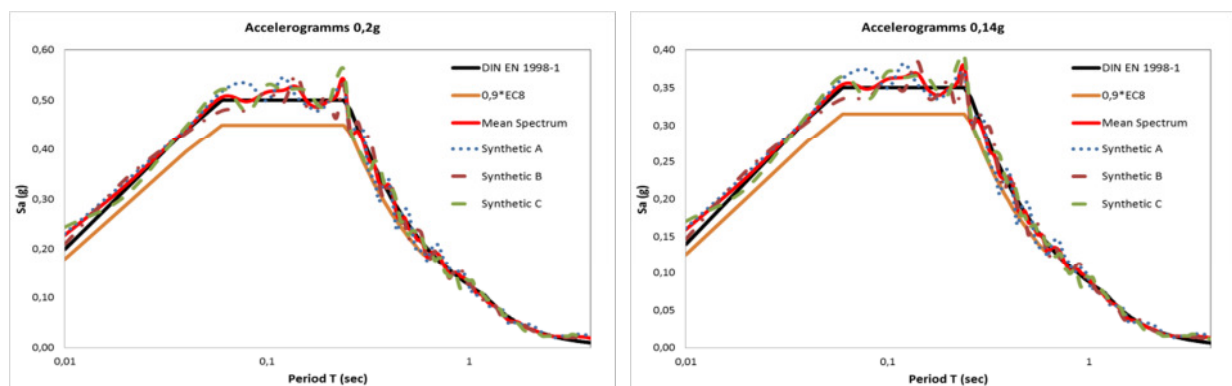 Accelerogramms 0,2g
0,60
0,50
0,40
0,30
0,20
0,10
0,00
Sa (g)
0,01
0,1
1
Period T (sec)
DIN EN 1998-1
0,9*EC8
Mean Spectrum
Synthetic A
Synthetic B
Synthetic C
Accelerogramms 0,14g
0,40
0,35
0,30
0,25
0,20
0,15
0,10
0,05
0,00
Sa (g)
0,01
0,1
1
Period T (sec)
DIN EN 1998-1
0,9*EC8
Mean Spectrum
Synthetic A
Synthetic B
Synthetic C